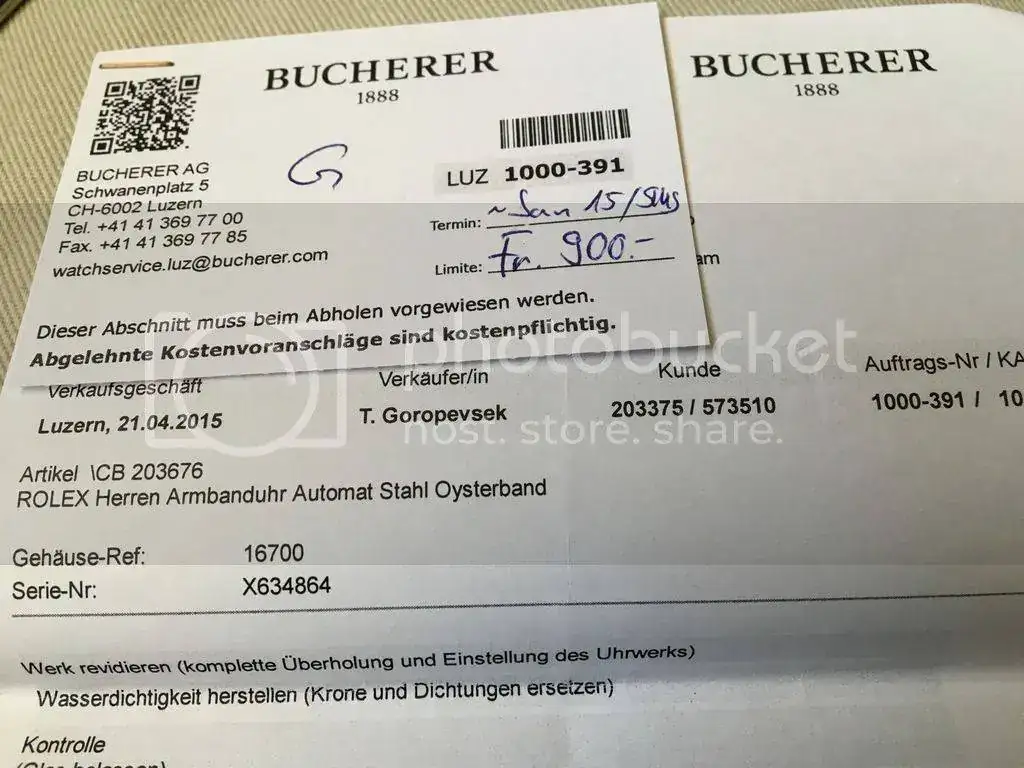 BUCHERER
1888
BUCHERER
1888
BUCHERER AG
Schwanenplatz 5
CH-6002 Luzern
Tel. +41 41 369 77 00
Fax. +41 41 369 77 85
watchservice.luz@bucherer.com
G
LUZ 1000-391
Termin: ~ Jan 15/SMS
Limite: Fr. 900.-
am
Dieser Abschnitt muss beim Abholen vorgewiesen werden.
Abgelehnte Kostenvoranschläge sind kostenpflichtig.
photobucket
host. store. share.
Verkaufsgeschäft Verkäufer/in Kunde Auftrags-Nr / KA
Luzern, 21.04.2015 T. Goropevsek 203375 / 573510 1000-391 / 10
Artikel \CB 203676
ROLEX Herren Armbanduhr Automat Stahl Oysterband
Gehäuse-Ref: 16700
Serie-Nr: X634864
Werk revidieren (komplette Überholung und Einstellung des Uhrwerks)
Wasserdichtigkeit herstellen (Krone und Dichtungen ersetzen)
Kontrolle